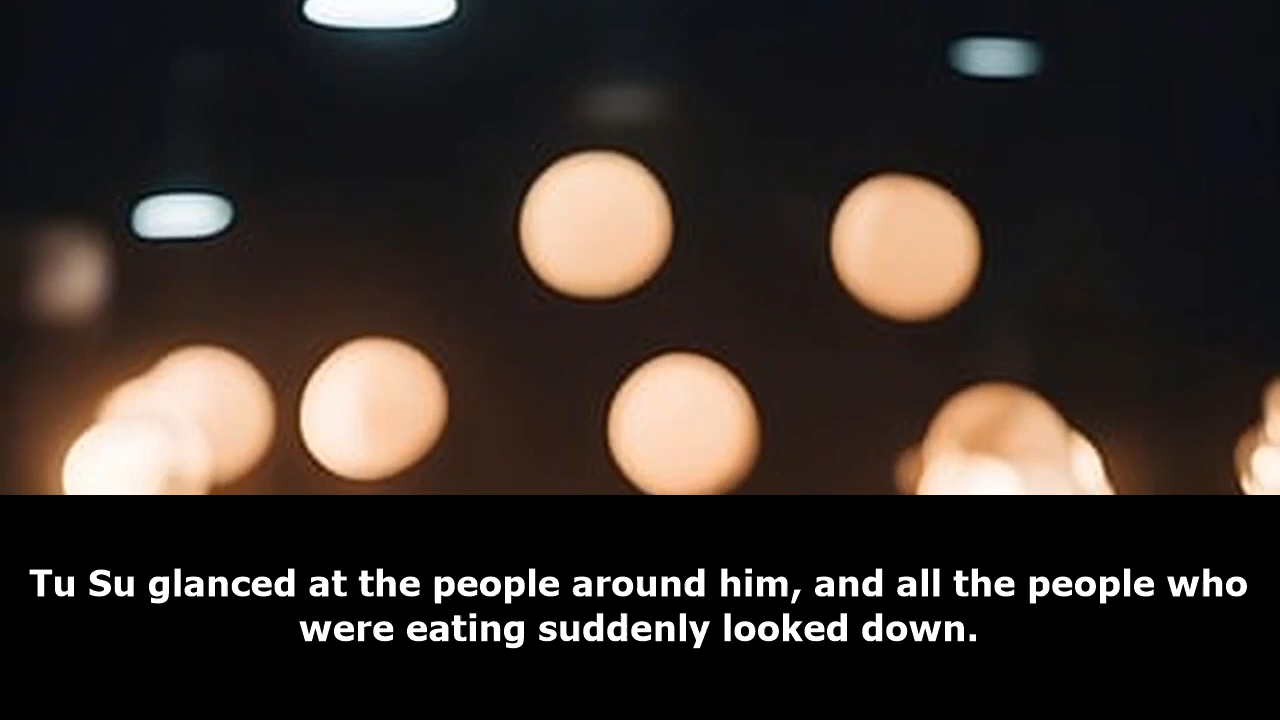 Tu Su glanced at the people around him, and all the people who
were eating suddenly looked down.